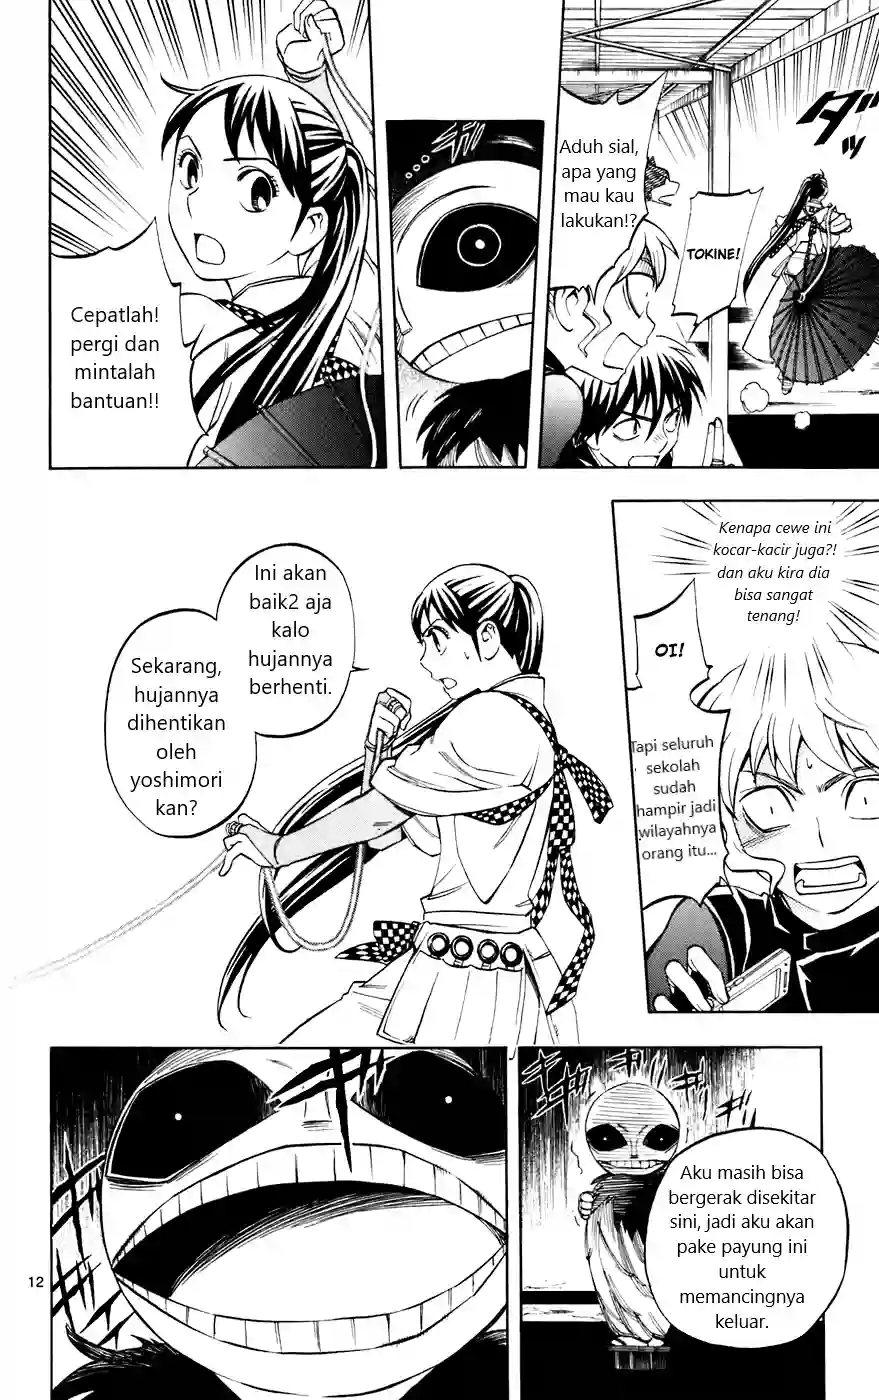 ダッ
TOKINE!
Aduh sial,
apa yang
mau kau
lakukan!?
ギ
Cepatlah!
pergi dan
mintalah
bantuan!!
Kenapa cewe ini
kocar-kacir juga?!
dan aku kira dia
bisa sangat
tenang!
OI!
Tapi seluruh
sekolah
sudah
hampir jadi
wilayahnya
orang itu...
Ini akan
baik2 aja
kalo
hujannya
berhenti.
Sekarang,
hujannya
dihentikan
oleh
yoshimori
kan?
Aku masih bisa
bergerak disekitar
sini, jadi aku akan
pake payung ini
untuk
memancingnya
keluar.
12